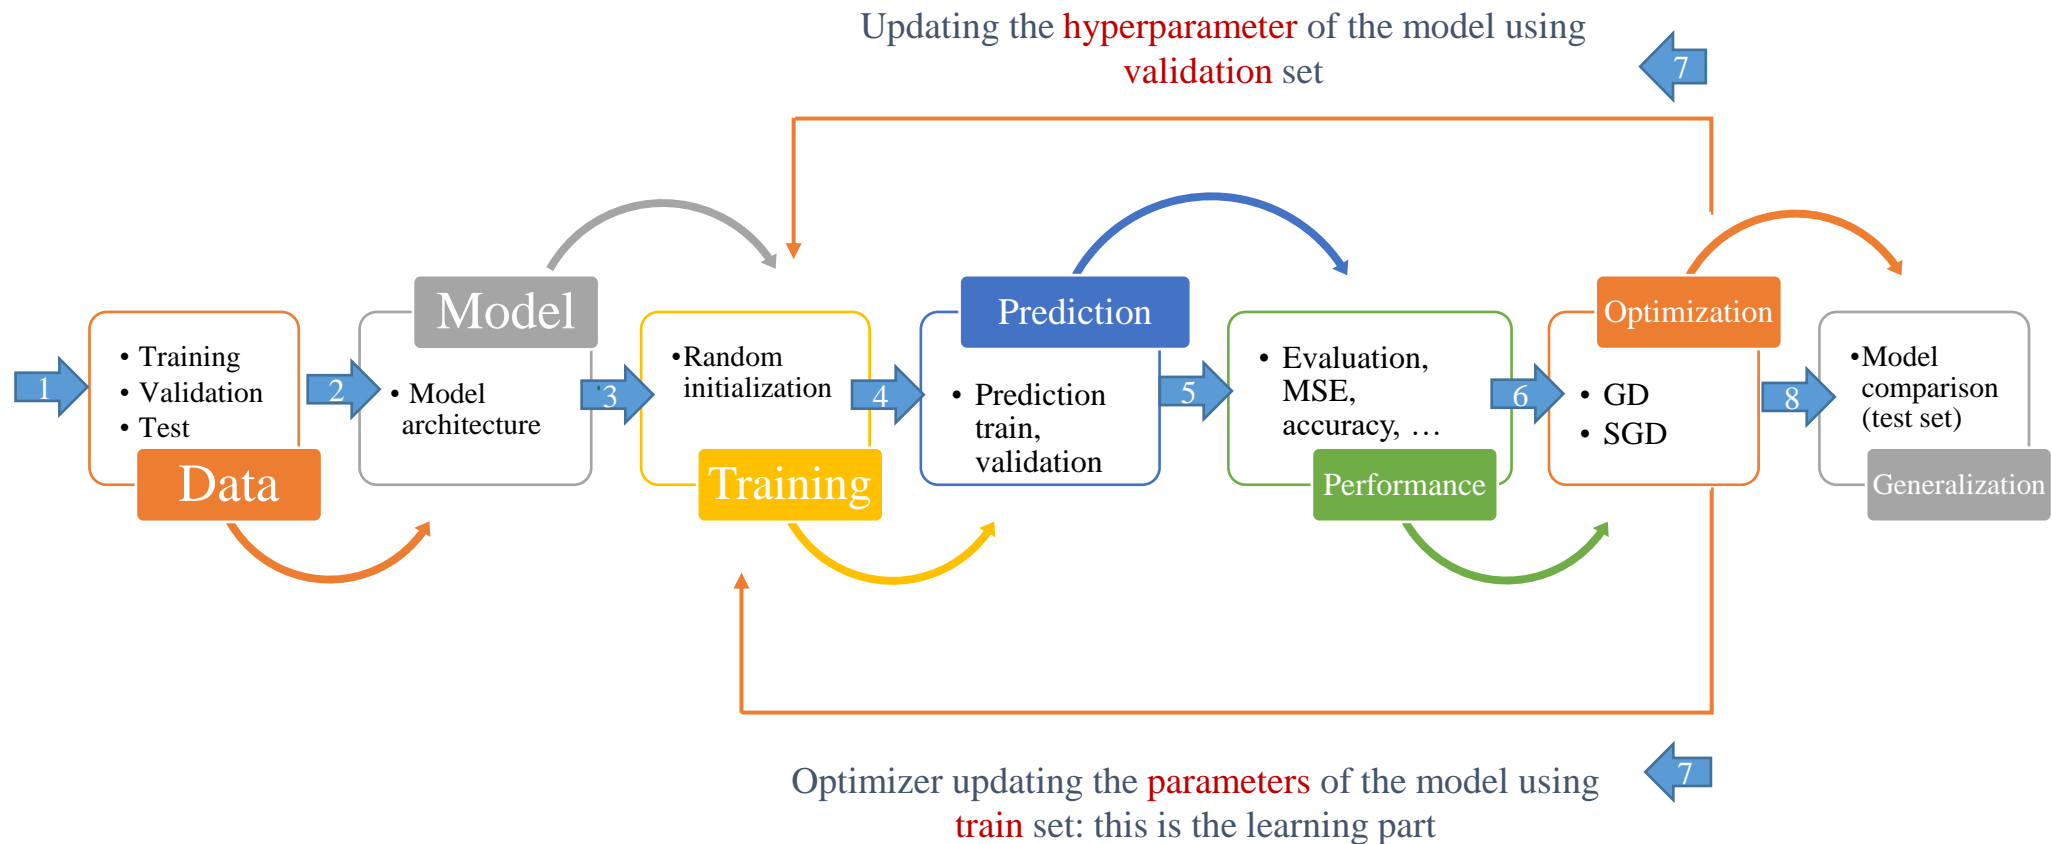 Updating the hyperparameter of the model using
validation set
7
1
• Training
• Validation
• Test
Data
2
Model
• Model
architecture
3
•Random
initialization
Training
4
Prediction
• Prediction
train,
validation
5
• Evaluation,
MSE,
accuracy, …
Performance
6
Optimization
• GD
• SGD
8
•Model
comparison
(test set)
Generalization
7
Optimizer updating the parameters of the model using
train set: this is the learning part